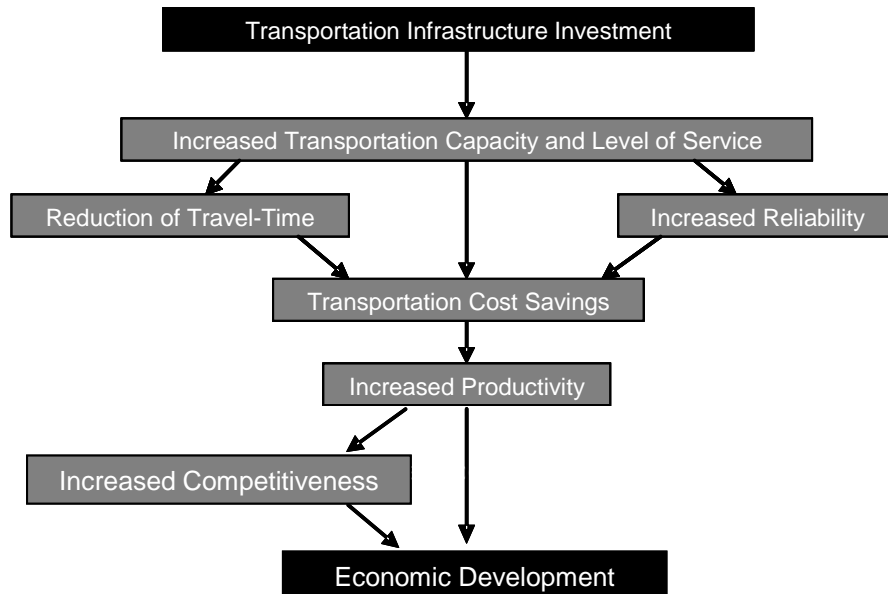 Transportation Infrastructure Investment
Increased Transportation Capacity and Level of Service
Reduction of Travel-Time
Increased Reliability
Transportation Cost Savings
Increased Productivity
Increased Competitiveness
Economic Development